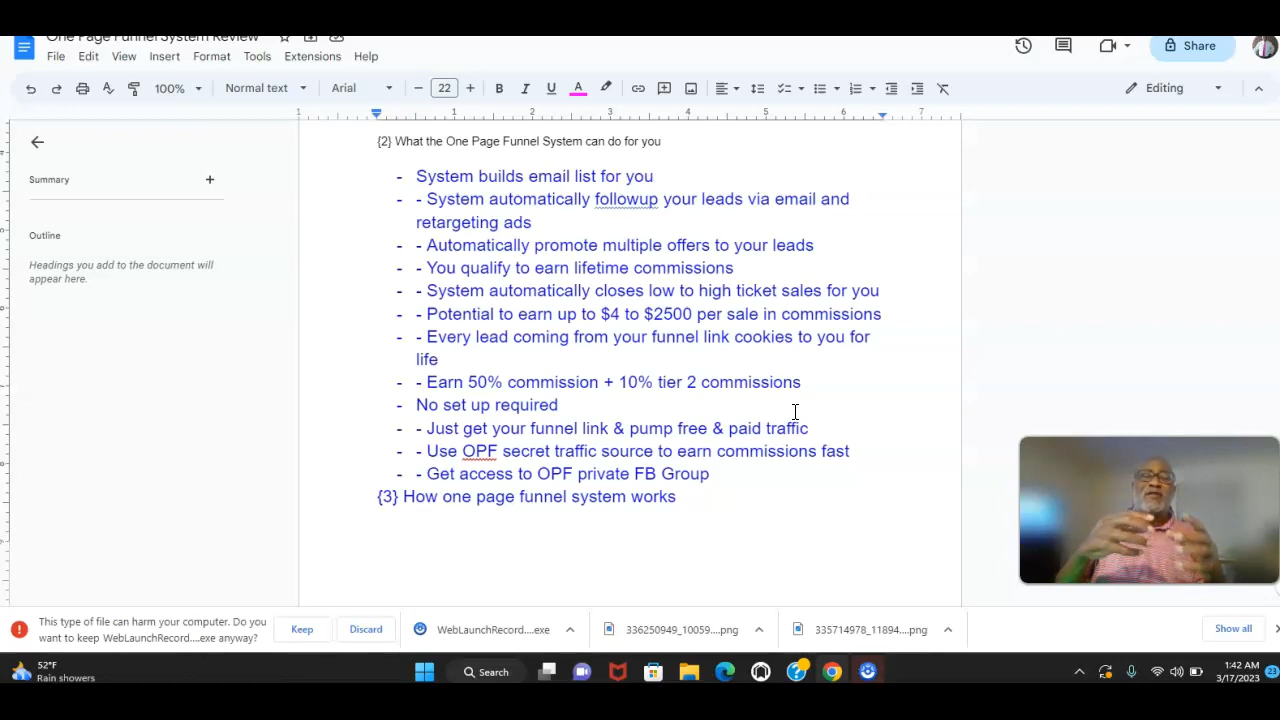 One Page Funnel System Review
File Edit View Insert Format Tools Extensions Help
Share
100% Normal text Arial 22 Editing
1 1 2 3 4 5 6 7
Summary
Outline
Headings you add to the document will
appear here.
{2} What the One Page Funnel System can do for you
- System builds email list for you
- - System automatically followup your leads via email and
retargeting ads
- - Automatically promote multiple offers to your leads
- - You qualify to earn lifetime commissions
- - System automatically closes low to high ticket sales for you
- - Potential to earn up to $4 to $2500 per sale in commissions
- - Every lead coming from your funnel link cookies to you for
life
- - Earn 50% commission + 10% tier 2 commissions
- No set up required
- - Just get your funnel link & pump free & paid traffic
- - Use OPF secret traffic source to earn commissions fast
- - Get access to OPF private FB Group
{3} How one page funnel system works
This type of file can harm your computer. Do you
want to keep WebLaunchRecord....exe anyway?
Keep Discard
WebLaunchRecord....exe
336250949_10059....png
335714978_11894....png
Show all
52°F
Rain showers
Search
1:42 AM
3/17/2023